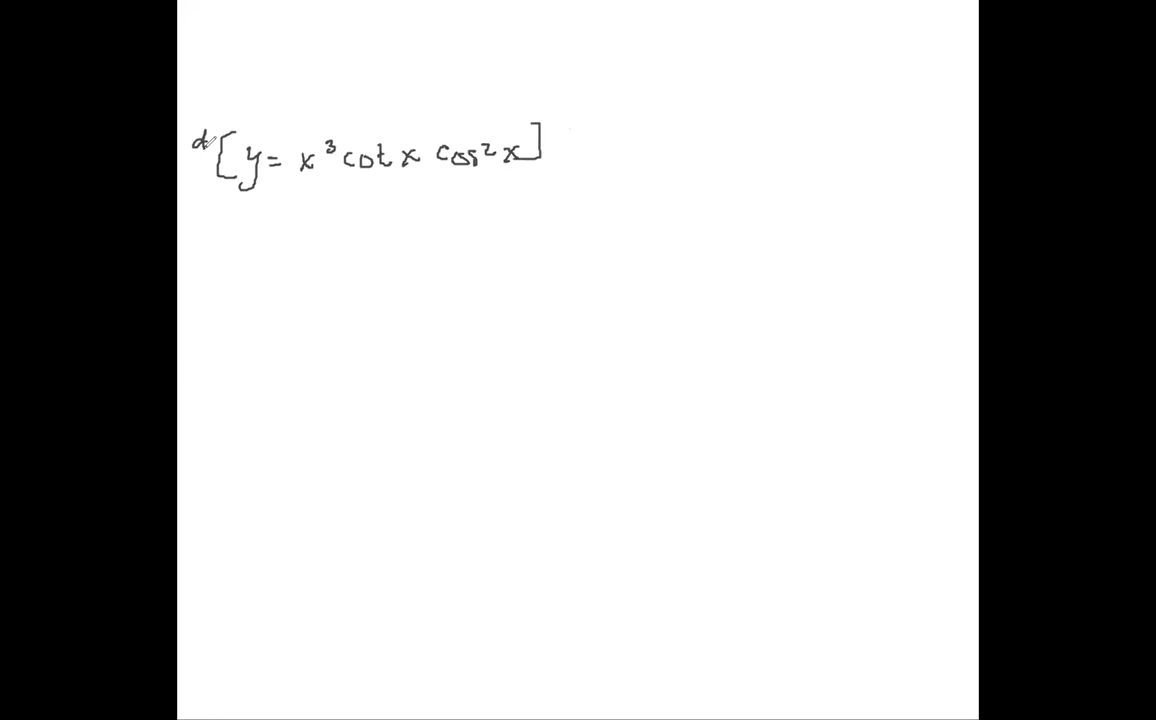 d[y= x³ cot x cos² x]